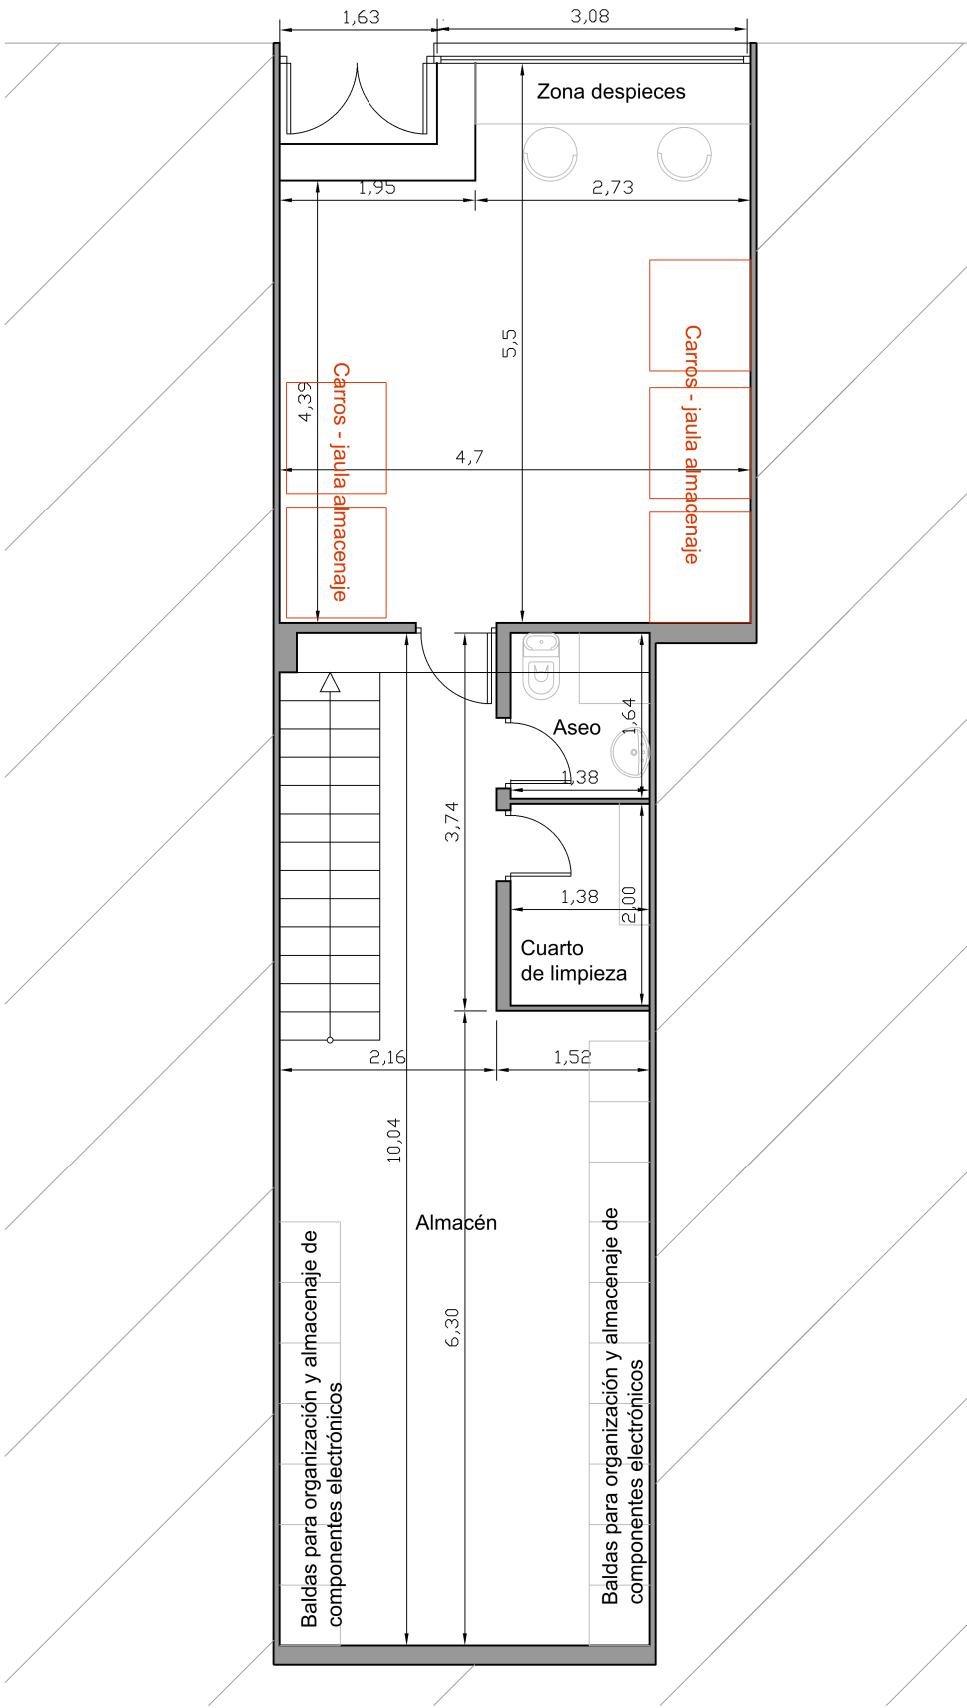 1,63
3,08
Zona despieces
1,95
2,73
5,5
4,39
Carros - jaula almacenaje
Carros - jaula almacenaje
4,7
1,64
Aseo
1,38
3,74
1,38
2,00
Cuarto
de limpieza
2,16
1,52
10,04
Almacén
6,30
Baldas para organización y almacenaje de
componentes electrónicos
Baldas para organización y almacenaje de
componentes electrónicos